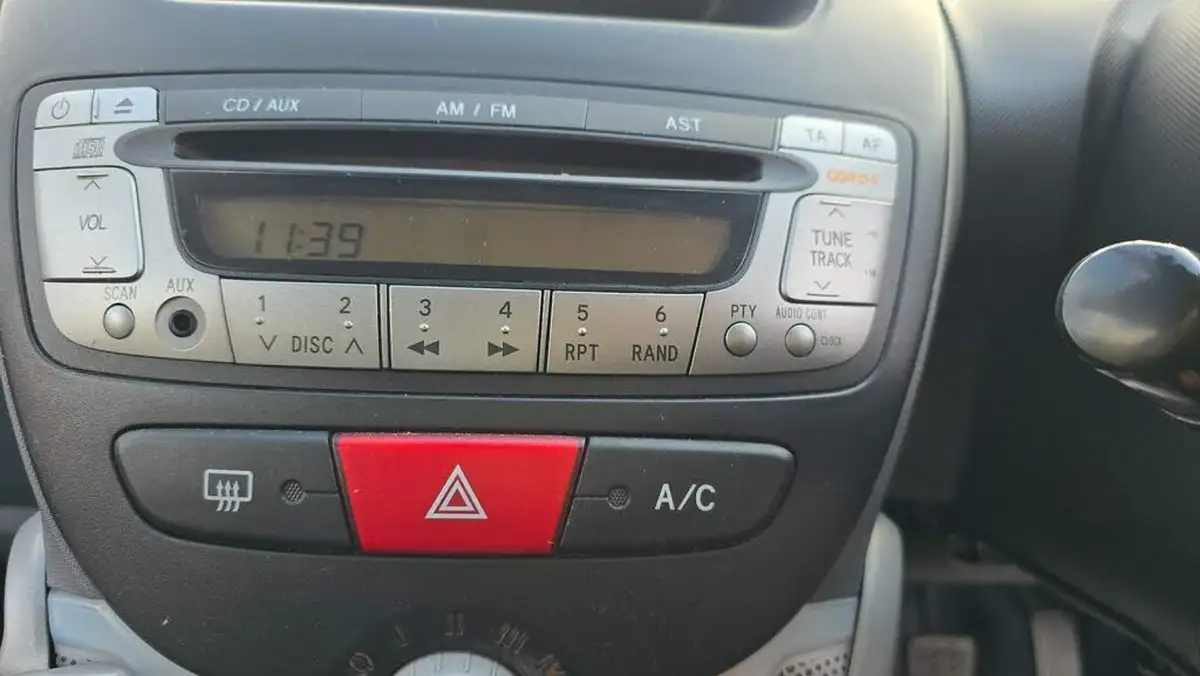 CD / AUX
AM / FM
AST
TA
AF
DISC
VOL
TUNE
TRACK
11:39
SCAN
AUX
1
2
DISC
3
4
5
RPT
6
RAND
PTY
AUDIO CONT
CLOCK
A/C